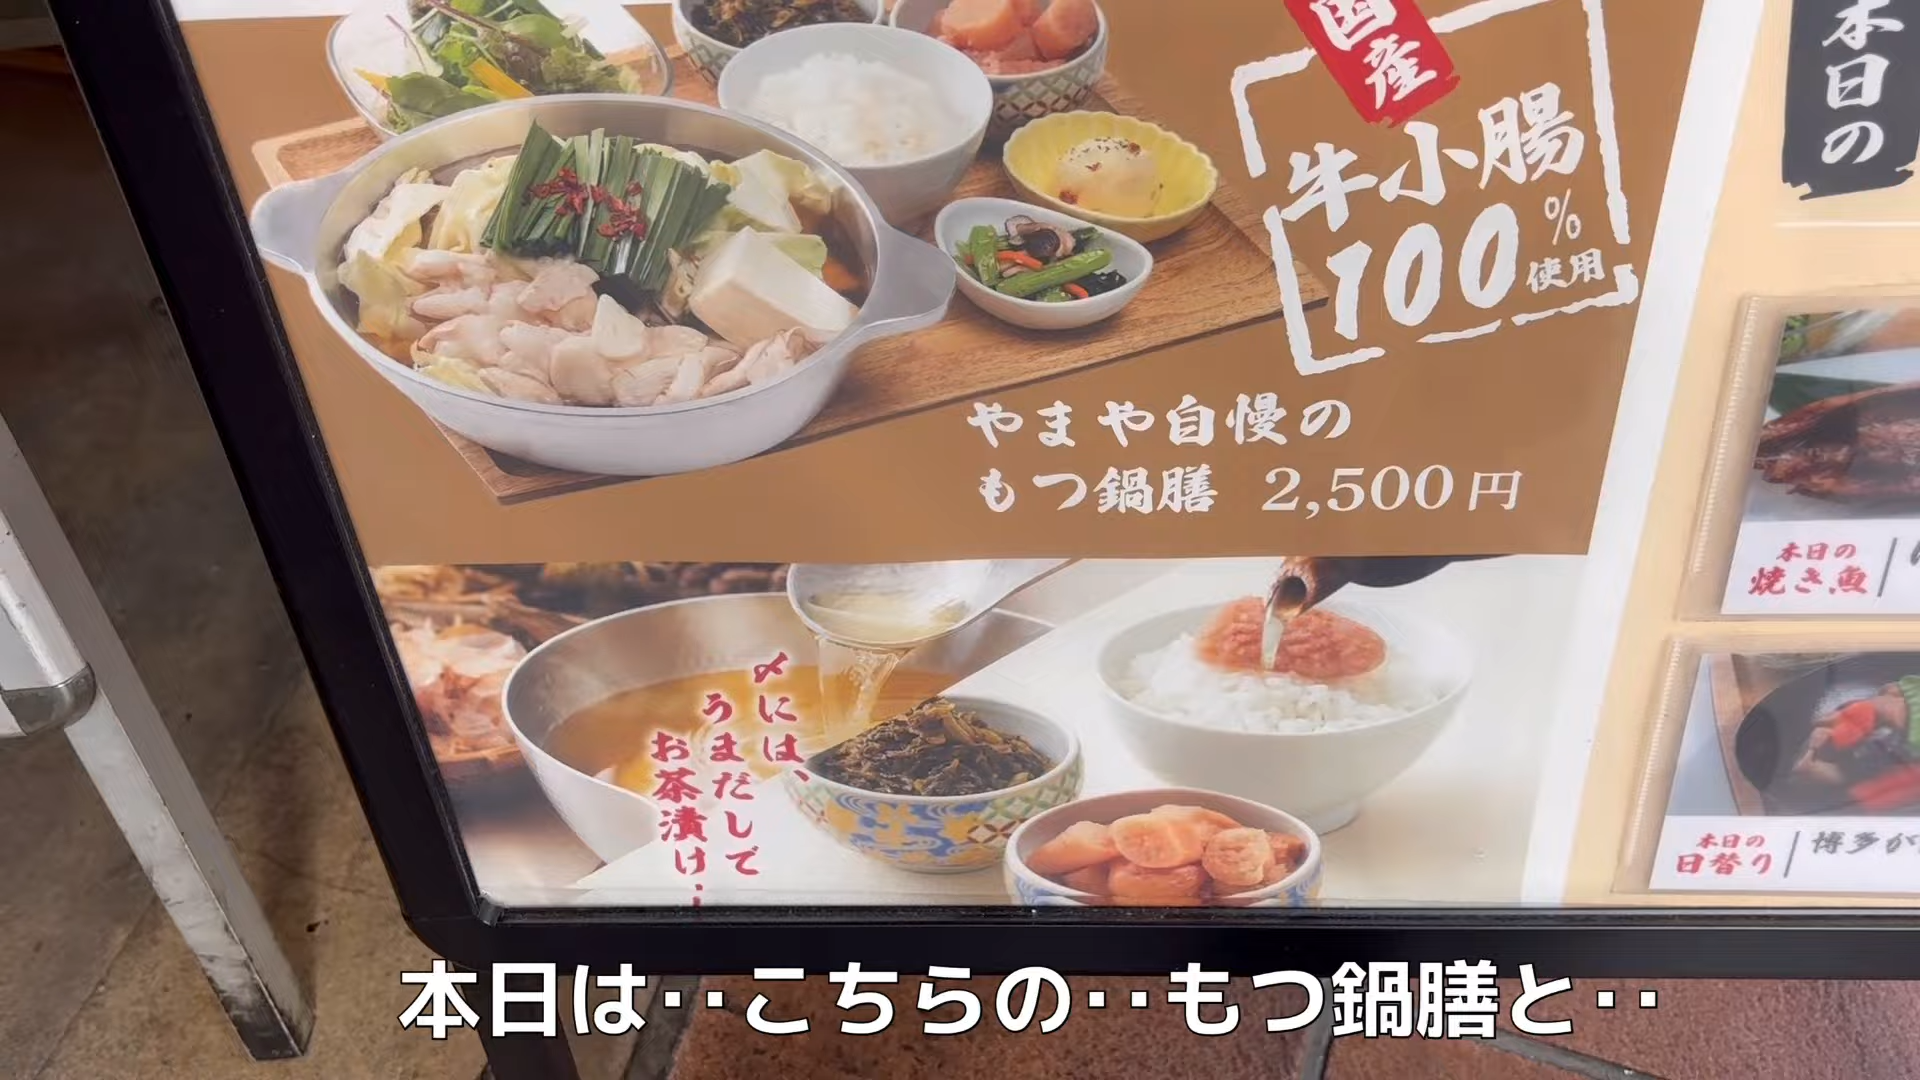 国産
牛小腸
100%
使用
やまや自慢の
もつ鍋膳 2,500円
〆には、
うまだしで
お茶漬け!
本日の
本日の
焼き魚
本日の
日替り
博多が
本日は‥こちらの‥もつ鍋膳と‥